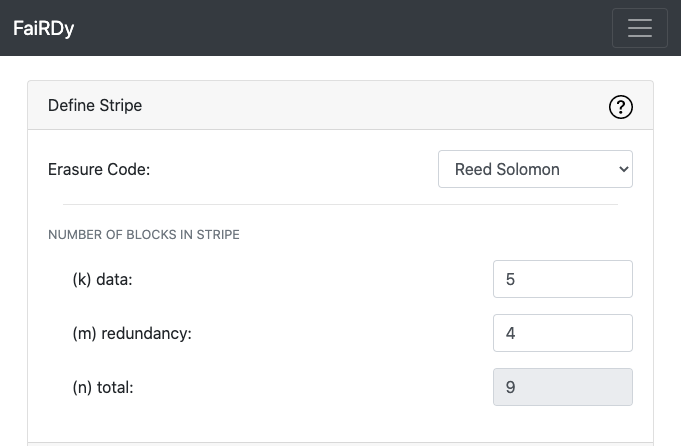 FaiRDy
Define Stripe ?
Erasure Code: Reed Solomon
NUMBER OF BLOCKS IN STRIPE
(k) data: 5
(m) redundancy: 4
(n) total: 9